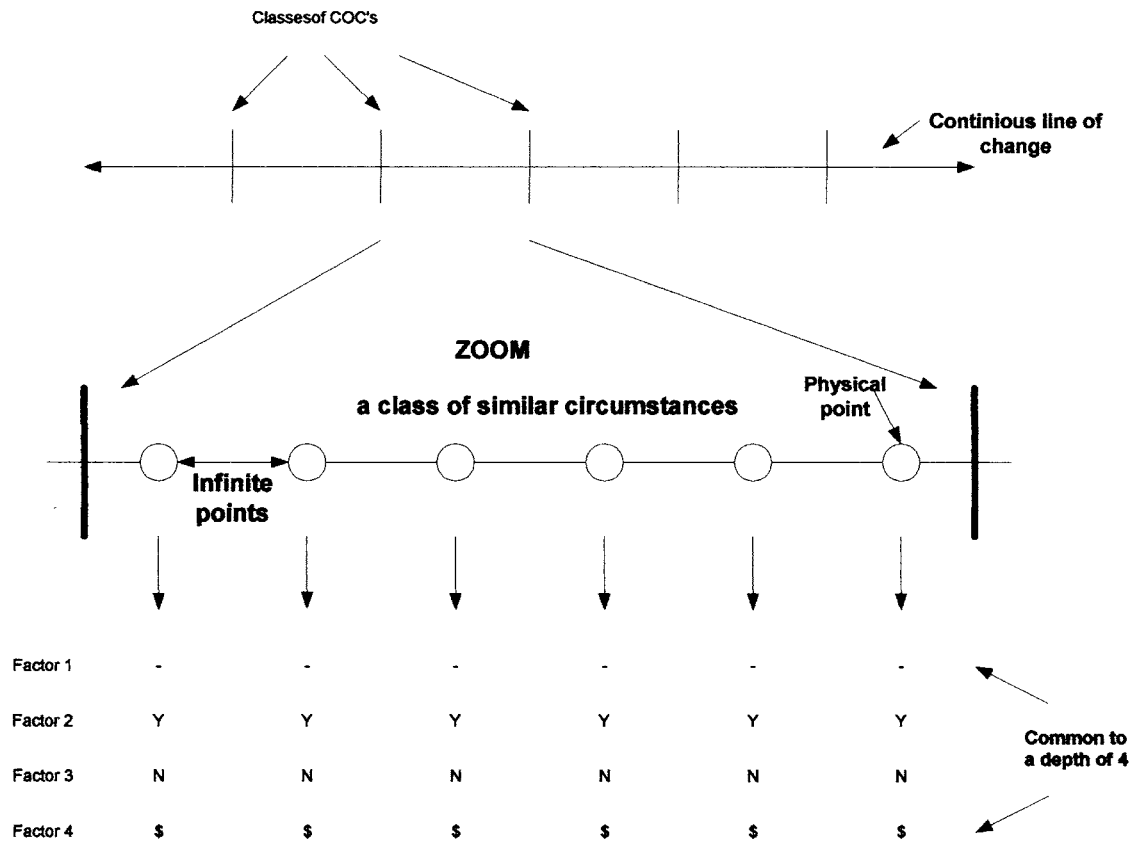 Classesof COC's
Continious line of
change
ZOOM
a class of similar circumstances
Physical
point
Infinite
points
Factor 1 - - - - - -
Factor 2 Y Y Y Y Y Y
Factor 3 N N N N N N
Factor 4 $ $ $ $ $ $
Common to
a depth of 4